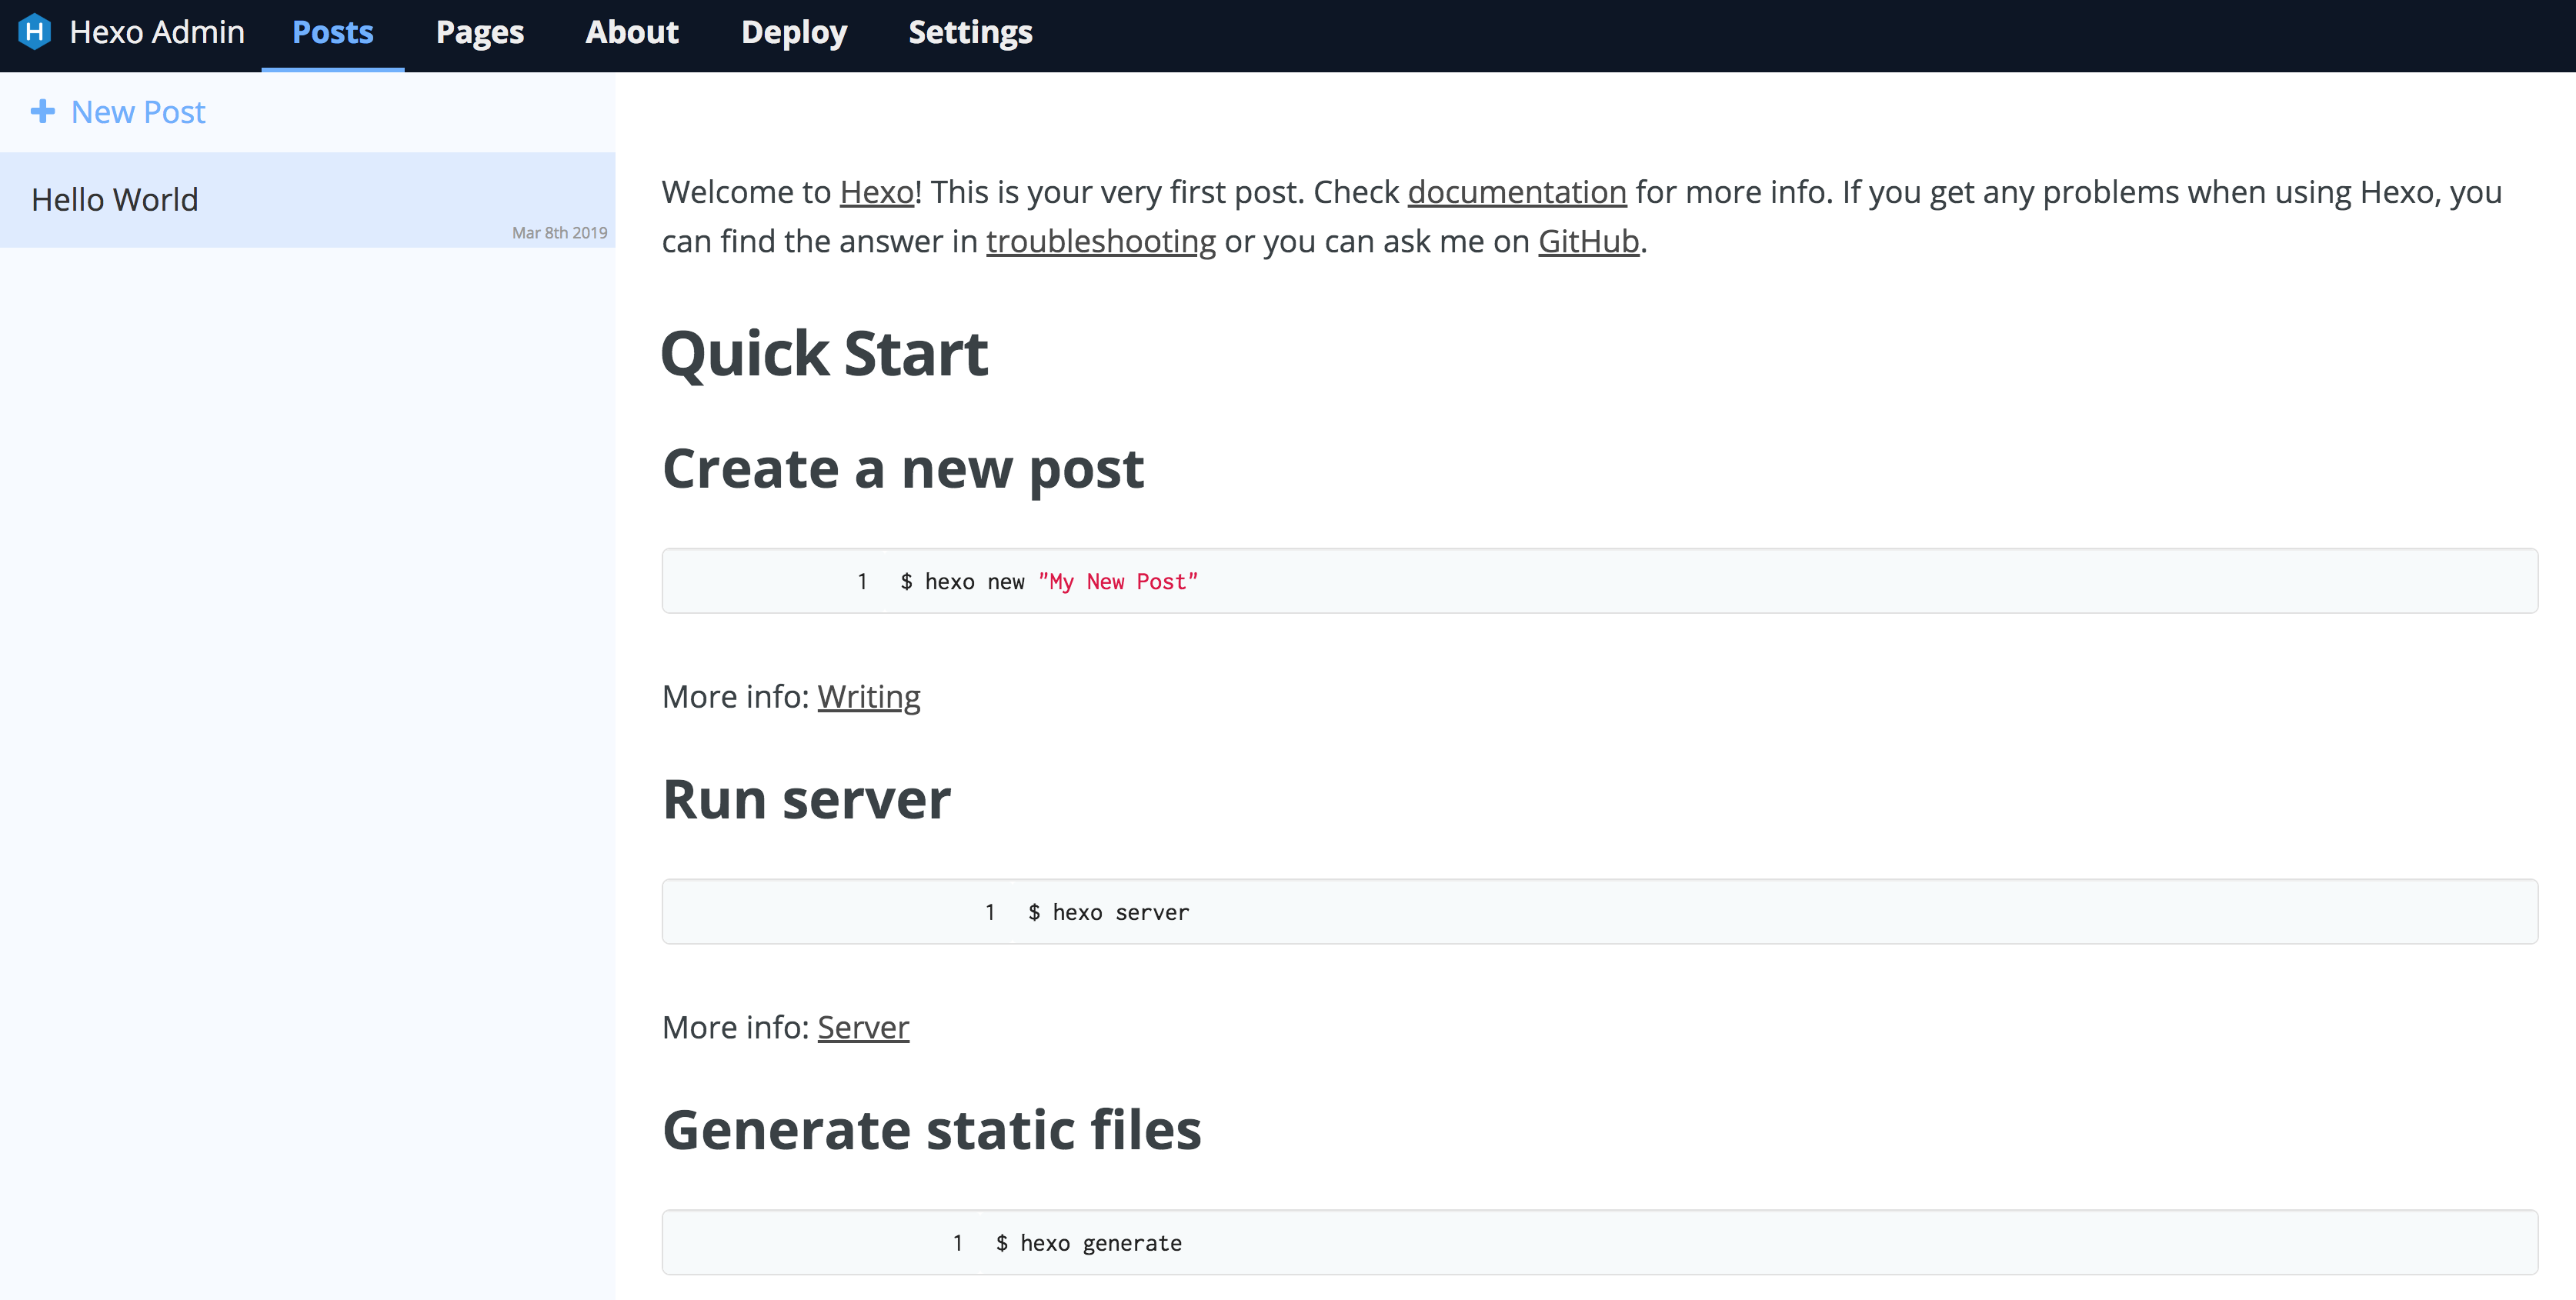 H Hexo Admin Posts Pages About Deploy Settings
+ New Post
Hello World
Mar 8th 2019
Welcome to Hexo! This is your very first post. Check documentation for more info. If you get any problems when using Hexo, you
can find the answer in troubleshooting or you can ask me on GitHub.
Quick Start
Create a new post
1 $ hexo new "My New Post"
More info: Writing
Run server
1 $ hexo server
More info: Server
Generate static files
1 $ hexo generate